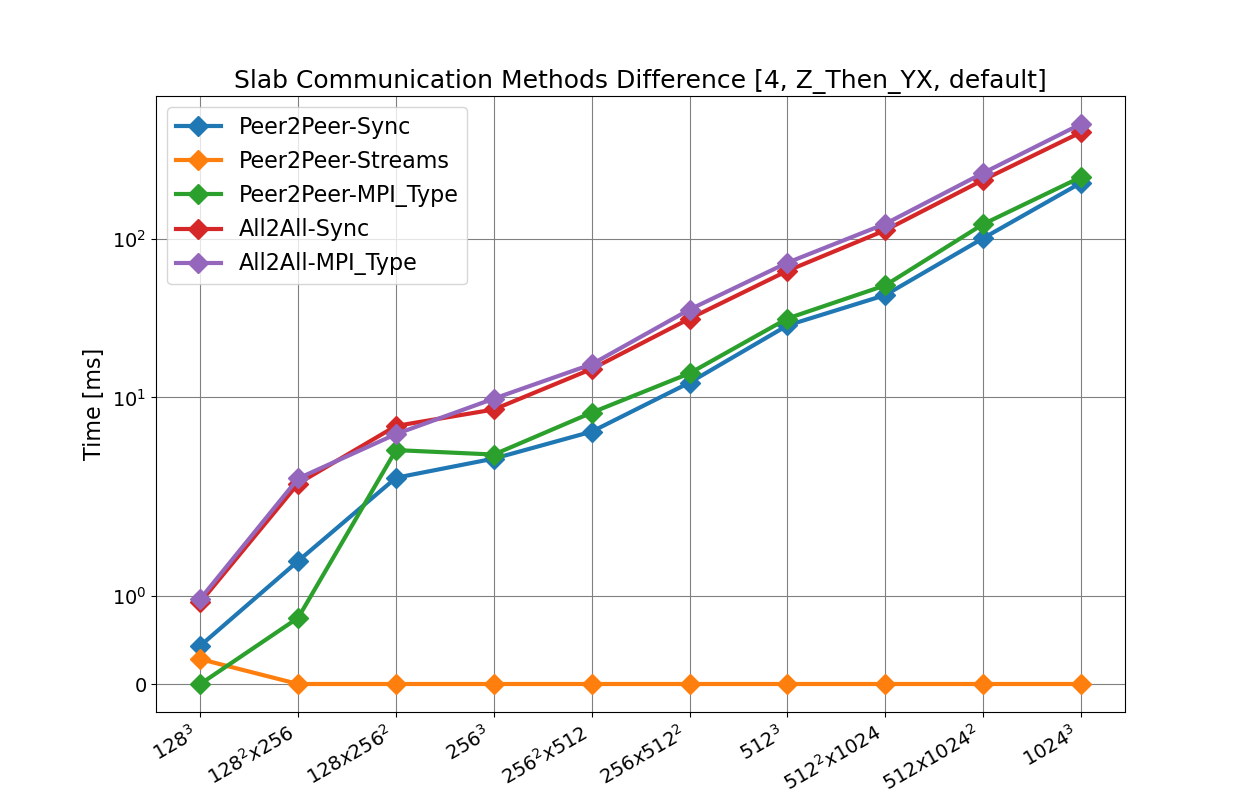 Slab Communication Methods Difference [4, Z_Then_YX, default]
Peer2Peer-Sync
Peer2Peer-Streams
Peer2Peer-MPI_Type
All2All-Sync
All2All-MPI_Type
Time [ms]
10²
10¹
10⁰
0
128³
128²x256
128x256²
256³
256²x512
256x512²
512³
512²x1024
512x1024²
1024³